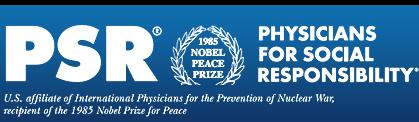 PSR®
1985
NOBEL
PEACE
PRIZE
PHYSICIANS
FOR SOCIAL
RESPONSIBILITY®
U.S. affiliate of International Physicians for the Prevention of Nuclear War,
recipient of the 1985 Nobel Prize for Peace